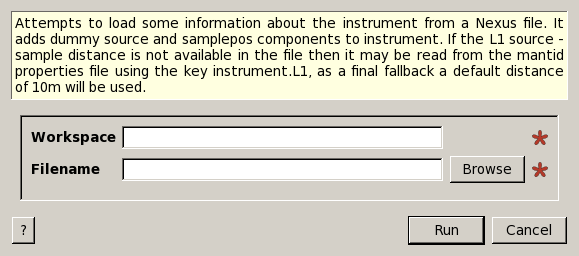 Attempts to load some information about the instrument from a Nexus file. It
adds dummy source and samplepos components to instrument. If the L1 source -
sample distance is not available in the file then it may be read from the mantid
properties file using the key instrument.L1, as a final fallback a default distance
of 10m will be used.
Workspace
Filename
Browse
?
Run
Cancel